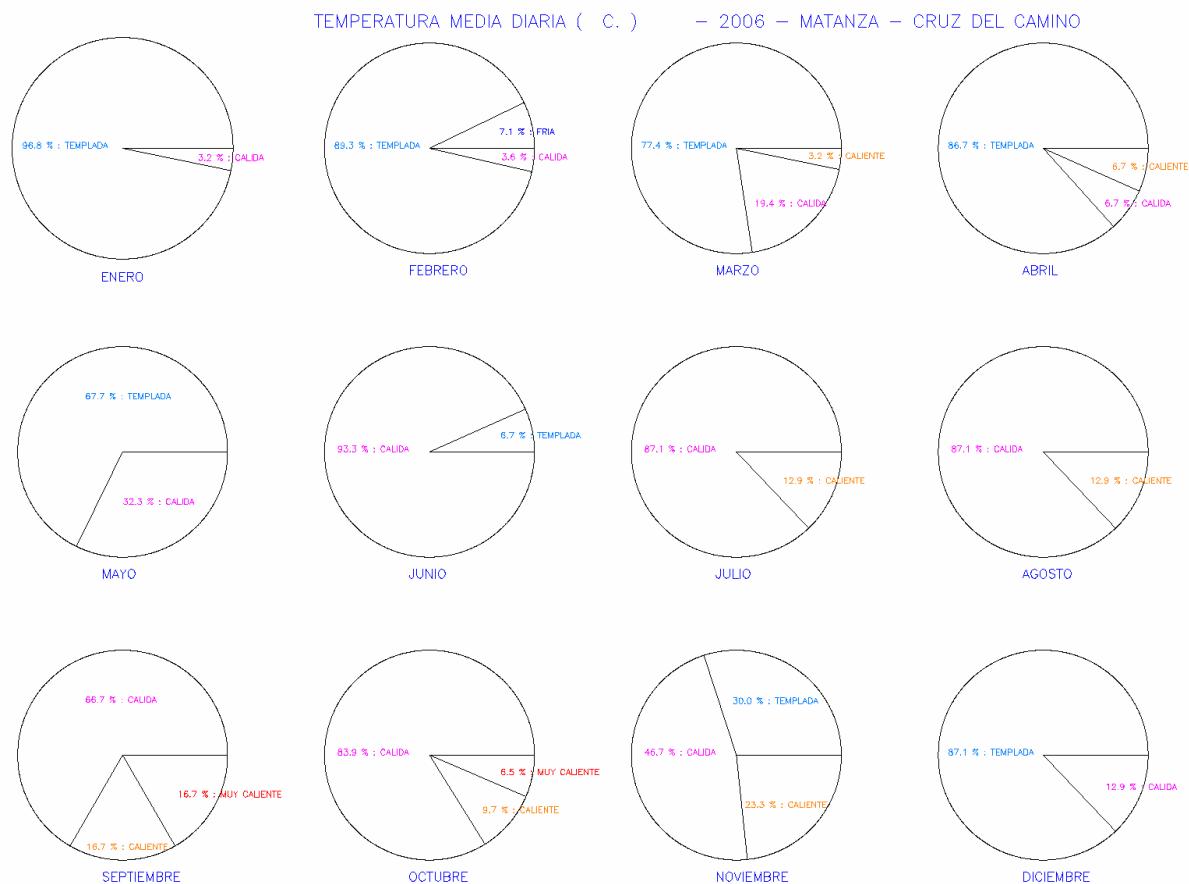 TEMPERATURA MEDIA DIARIA ( C. ) - 2006 - MATANZA - CRUZ DEL CAMINO
96.8 % : TEMPLADA
3.2 % : CALIDA
ENERO
7.1 % : FRIA
89.3 % : TEMPLADA
3.6 % : CALIDA
FEBRERO
77.4 % : TEMPLADA
3.2 % : CALIENTE
19.4 % : CALIDA
MARZO
86.7 % : TEMPLADA
6.7 % : CALIENTE
6.7 % : CALIDA
ABRIL
67.7 % : TEMPLADA
32.3 % : CALIDA
MAYO
6.7 % : TEMPLADA
93.3 % : CALIDA
JUNIO
87.1 % : CALIDA
12.9 % : CALIENTE
JULIO
87.1 % : CALIDA
12.9 % : CALIENTE
AGOSTO
66.7 % : CALIDA
16.7 % : MUY CALIENTE
16.7 % : CALIENTE
SEPTIEMBRE
83.9 % : CALIDA
6.5 % : MUY CALIENTE
9.7 % : CALIENTE
OCTUBRE
30.0 % : TEMPLADA
46.7 % : CALIDA
23.3 % : CALIENTE
NOVIEMBRE
87.1 % : TEMPLADA
12.9 % : CALIDA
DICIEMBRE